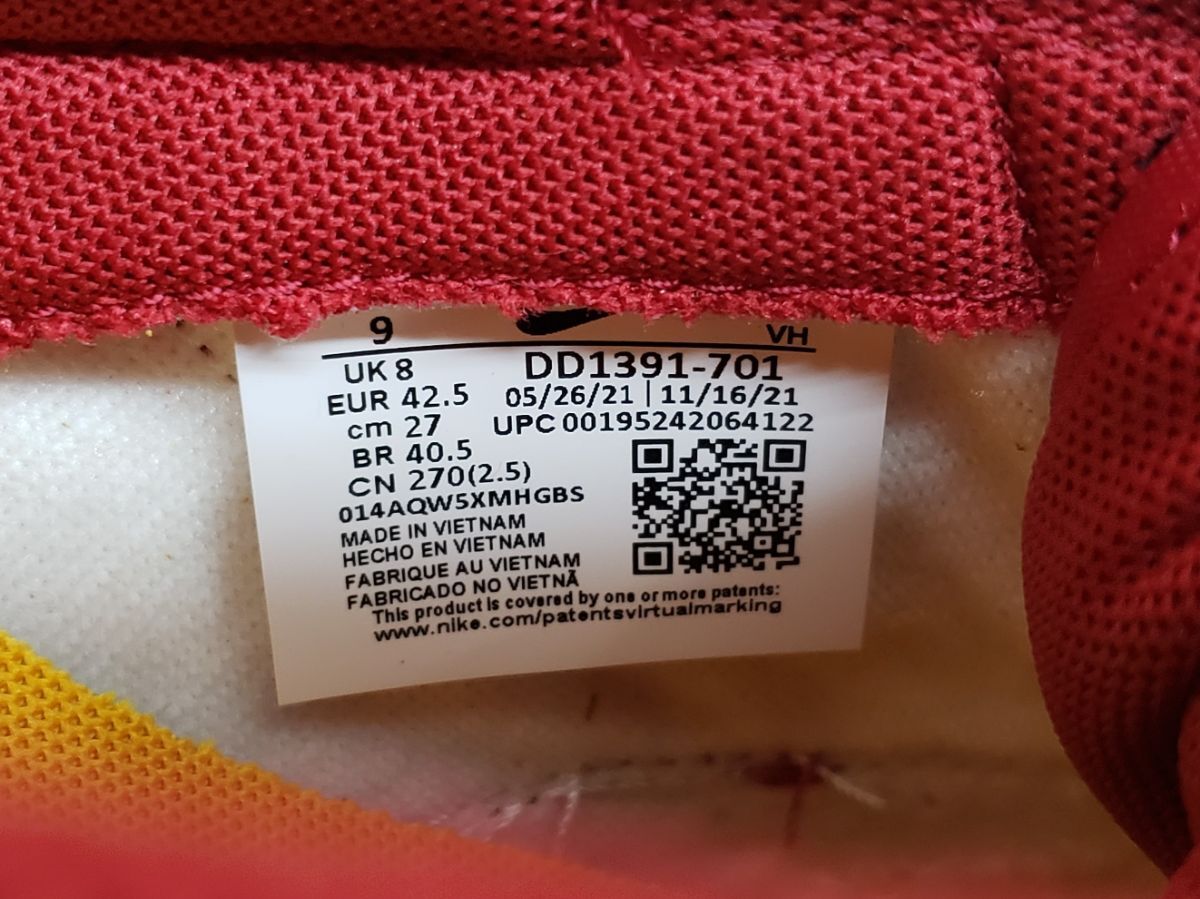 9
VH
UK 8
DD1391-701
EUR 42.5
05/26/21 | 11/16/21
cm 27
UPC 00195242064122
BR 40.5
CN 270(2.5)
014AQW5XMHGBS
MADE IN VIETNAM
HECHO EN VIETNAM
FABRIQUE AU VIETNAM
FABRICADO NO VIETNÃ
This product is covered by one or more patents:
www.nike.com/patentsvirtualmarking